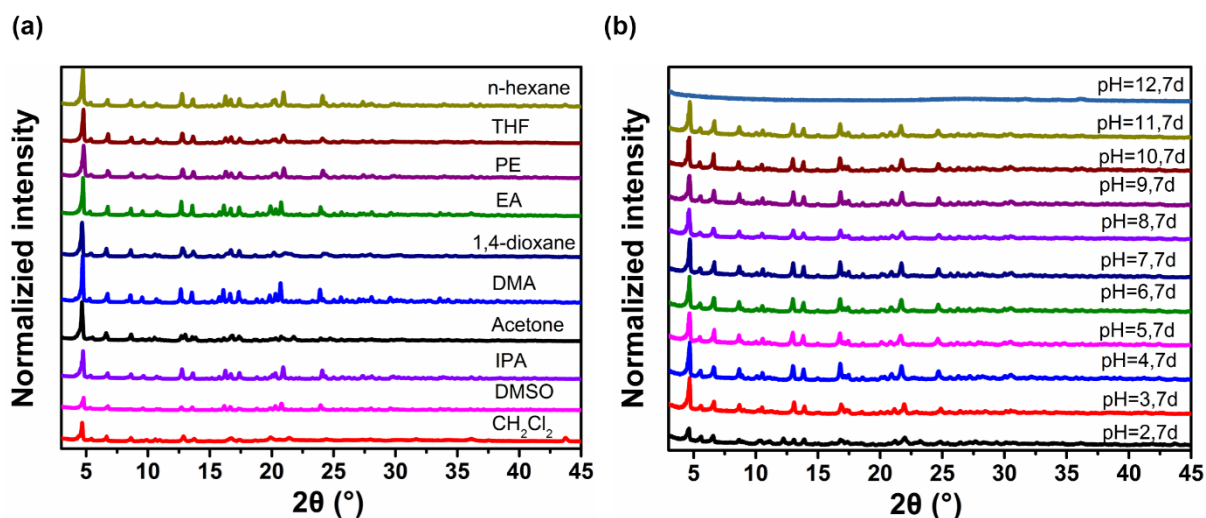 (a)
(b)
Normalizied intensity
n-hexane
THF
PE
EA
1,4-dioxane
DMA
Acetone
IPA
DMSO
CH₂Cl₂
5 10 15 20 25 30 35 40 45
2θ (°)
Normalizied intensity
pH=12,7d
pH=11,7d
pH=10,7d
pH=9,7d
pH=8,7d
pH=7,7d
pH=6,7d
pH=5,7d
pH=4,7d
pH=3,7d
pH=2,7d
5 10 15 20 25 30 35 40 45
2θ (°)